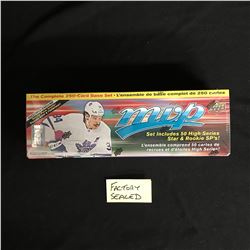 The Complete 250-Card Base Set • L'ensemble de base complet de 250 cartes
mvp
Set Includes 50 High Series
Star & Rookie SP's!
L'ensemble comprend 50 cartes de
recrues et d'étoiles High Series!
34
FACTORY
SEALED